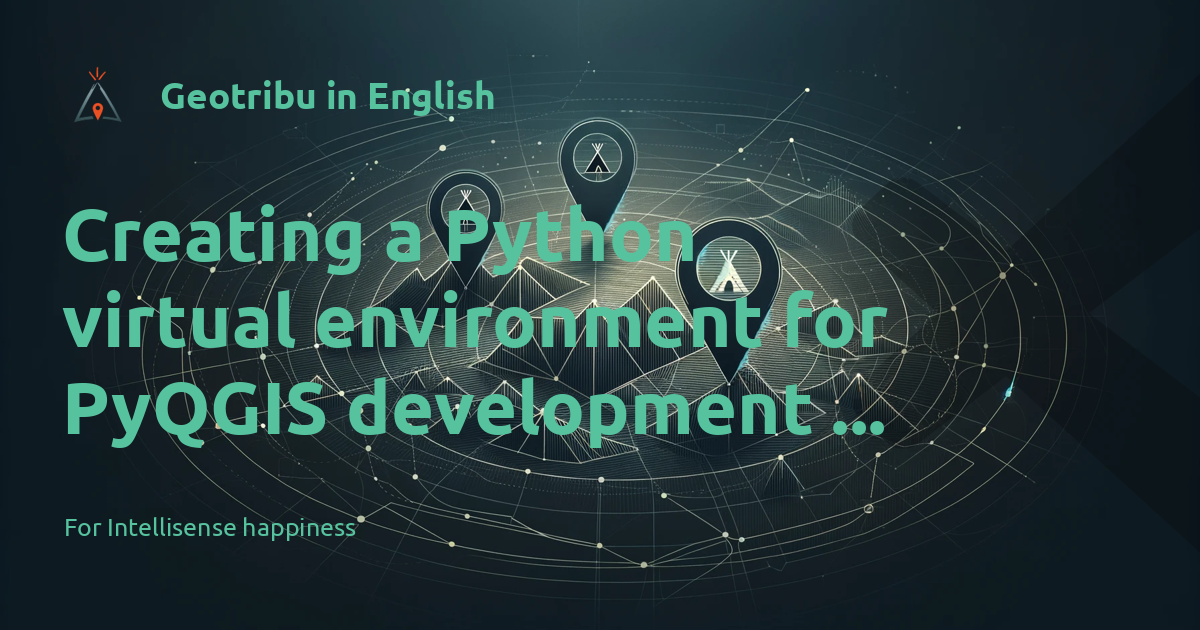 Geotribu in English
Creating a Python
virtual environment for
PyQGIS development ...
For Intellisense happiness